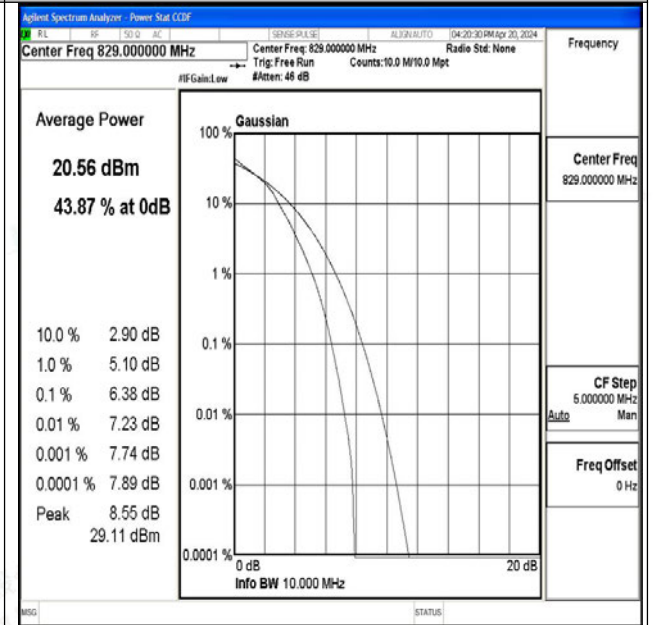 Agilent Spectrum Analyzer - Power Stat CCDF
RL RF 50 Ω AC SENSE:PULSE ALIGNAUTO 04:20:30 PM Apr 20, 2024
Center Freq 829.000000 MHz
Center Freq: 829.000000 MHz Radio Std: None
Trig: Free Run Counts:10.0 M/10.0 Mpt
#IFGain:Low #Atten: 46 dB
Frequency
Average Power
20.56 dBm
43.87 % at 0dB
10.0 % 2.90 dB
1.0 % 5.10 dB
0.1 % 6.38 dB
0.01 % 7.23 dB
0.001 % 7.74 dB
0.0001 % 7.89 dB
Peak 8.55 dB
29.11 dBm
Gaussian
100 %
10 %
1 %
0.1 %
0.01 %
0.001 %
0.0001 %
0 dB 20 dB
Info BW 10.000 MHz
Center Freq
829.000000 MHz
CF Step
5.000000 MHz
Auto Man
Freq Offset
0 Hz
MSG STATUS